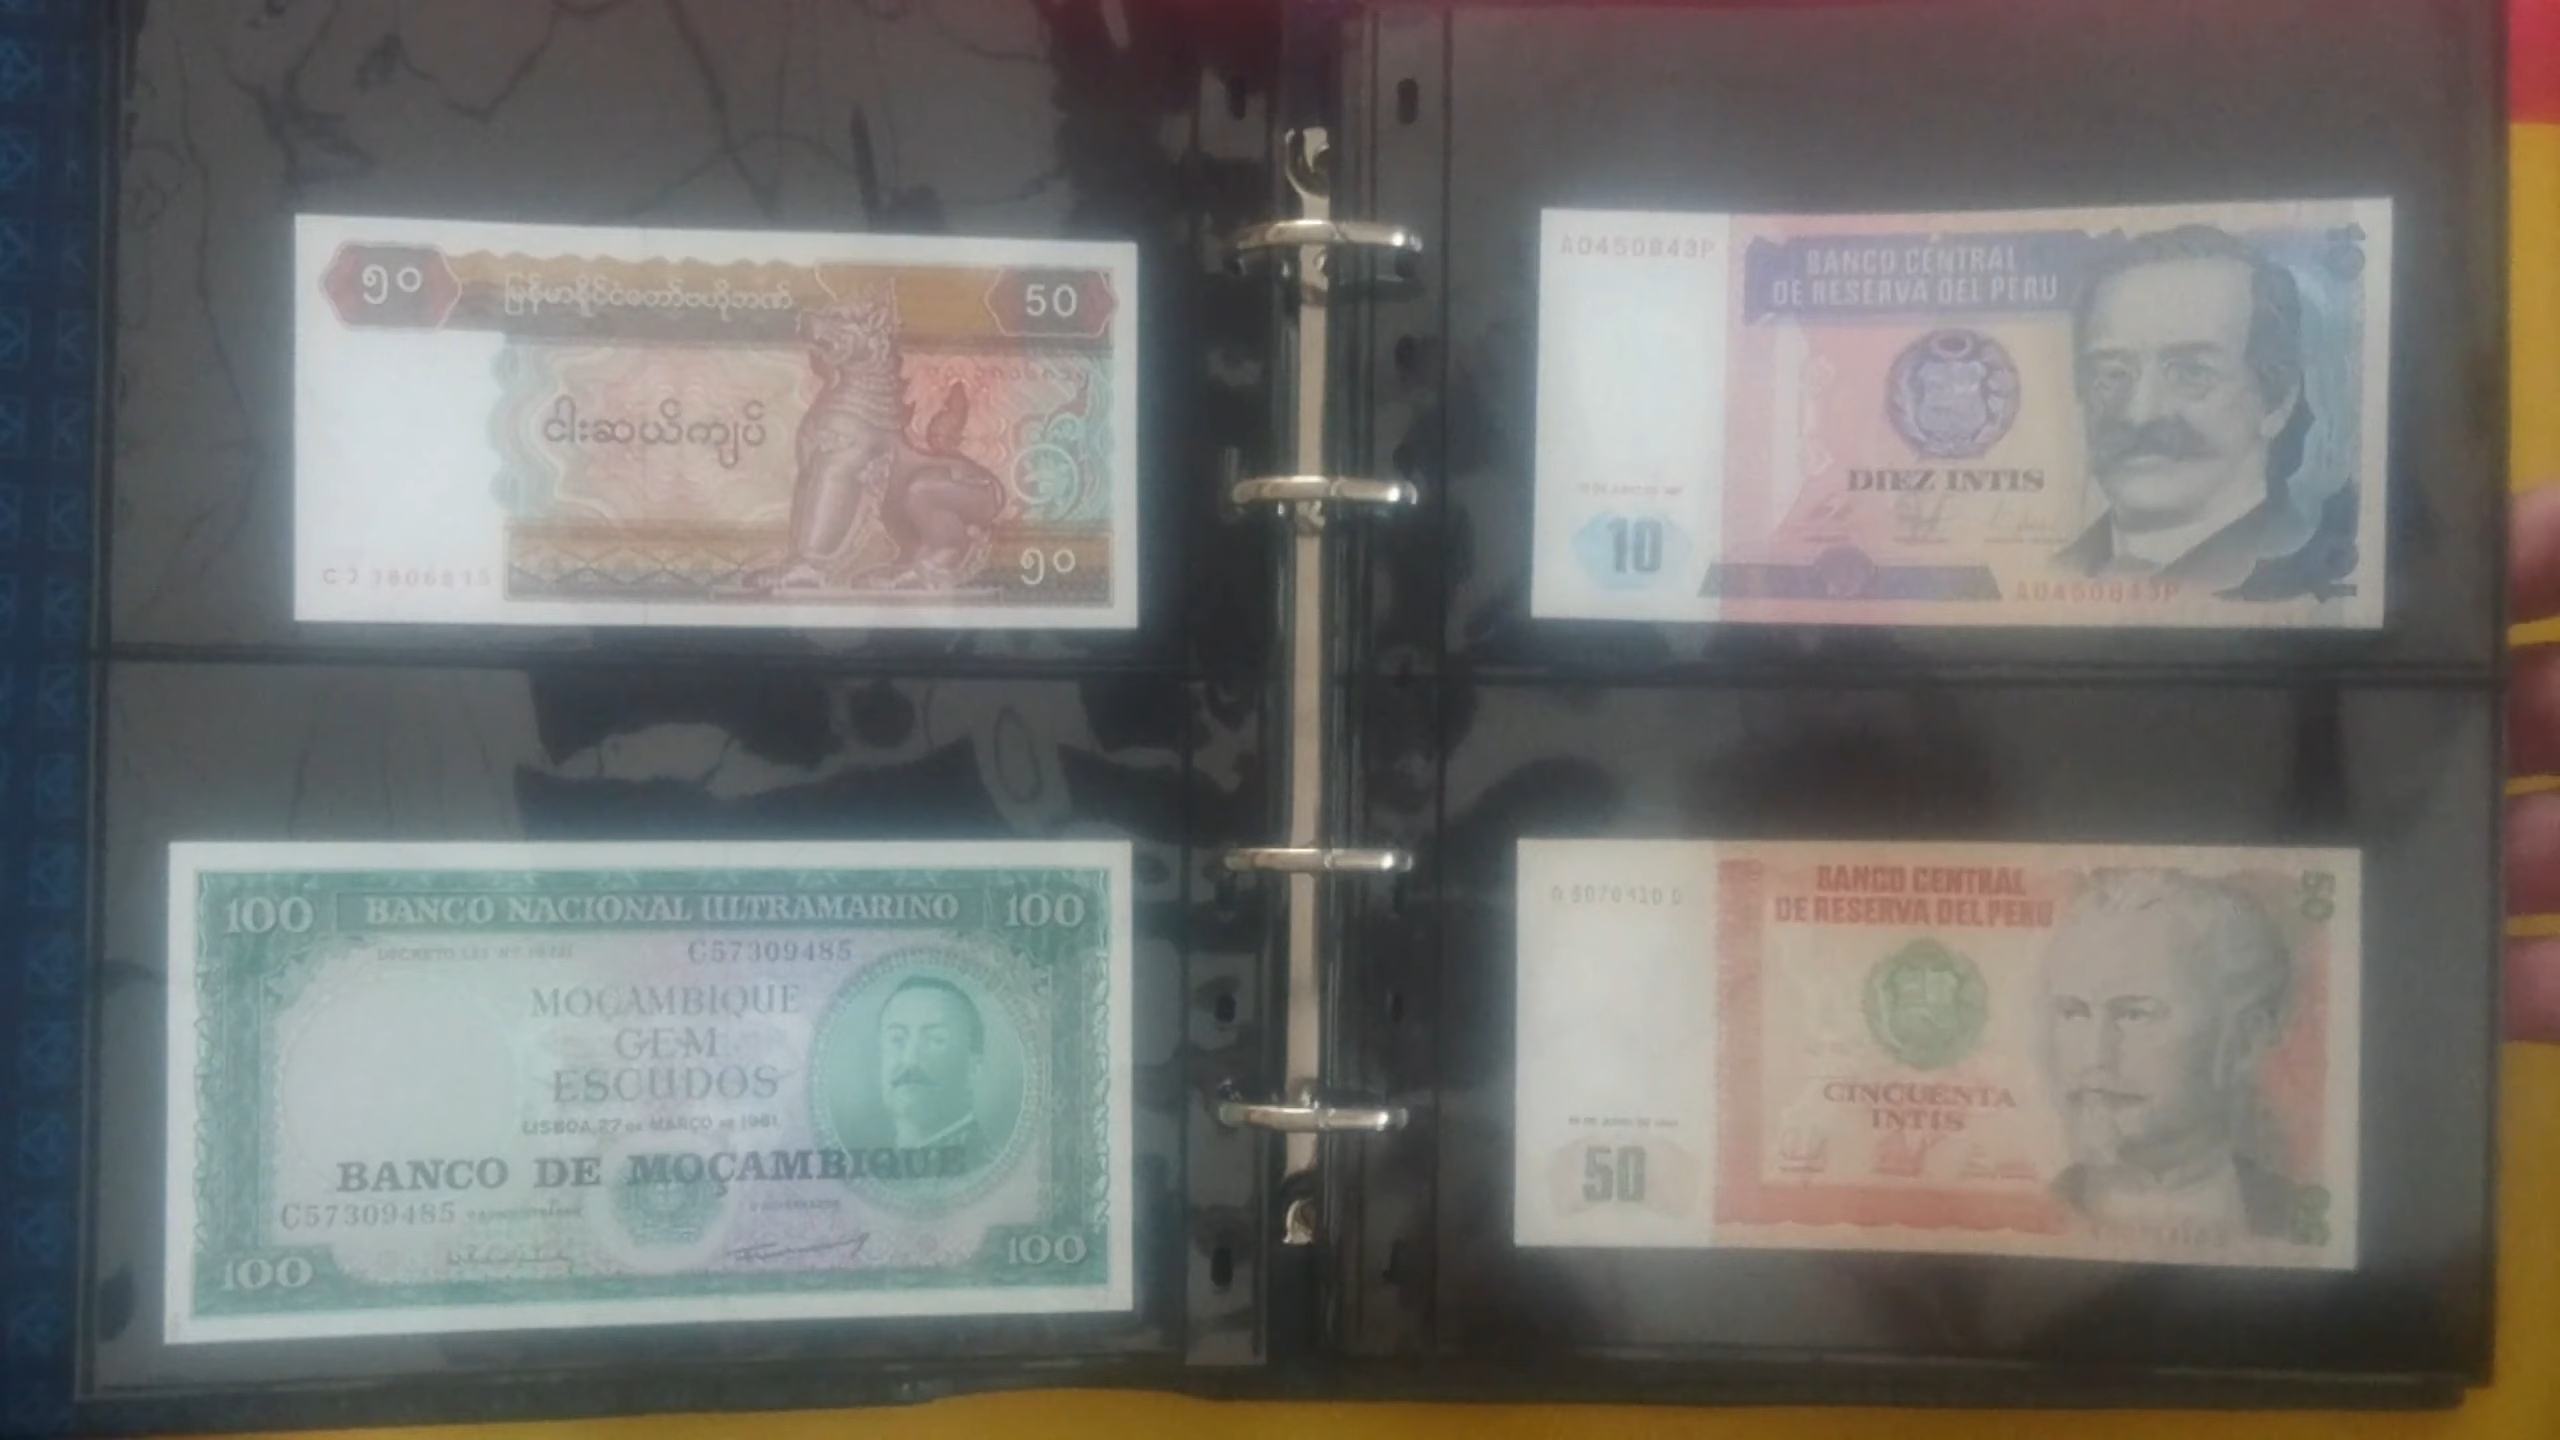 ၅၀
မြန်မာနိုင်ငံတော်ဗဟိုဘဏ်
50
ငါးဆယ်ကျပ်
၅၀
100
BANCO NACIONAL ULTRAMARINO
100
C57309485
MOÇAMBIQUE
CEM
ESCUDOS
LISBOA, 27 DE MARÇO DE 1961
BANCO DE MOÇAMBIQUE
C57309485
100
100
A0450843P
BANCO CENTRAL
DE RESERVA DEL PERU
DIEZ INTIS
10
A0450843P
BANCO CENTRAL
DE RESERVA DEL PERU
50
CINCUENTA
INTIS
50